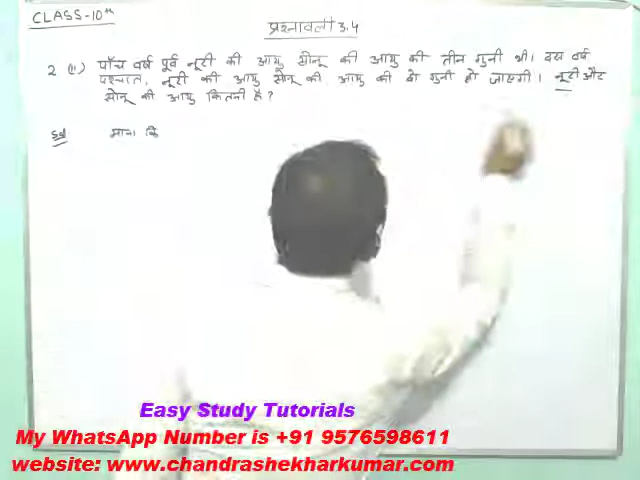 CLASS-10th
प्रश्नावली 3.4
2 (ii) पाँच वर्ष पूर्व नूरी की आयु सोनू की आयु की तीन गुनी थी। दस वर्ष
पश्चात, नूरी की आयु सोनू की आयु की दो गुनी हो जाएगी। नूरी और
सोनू की आयु कितनी है?
माना कि
Easy Study Tutorials
My WhatsApp Number is +91 9576598611
website: www.chandrashekharkumar.com